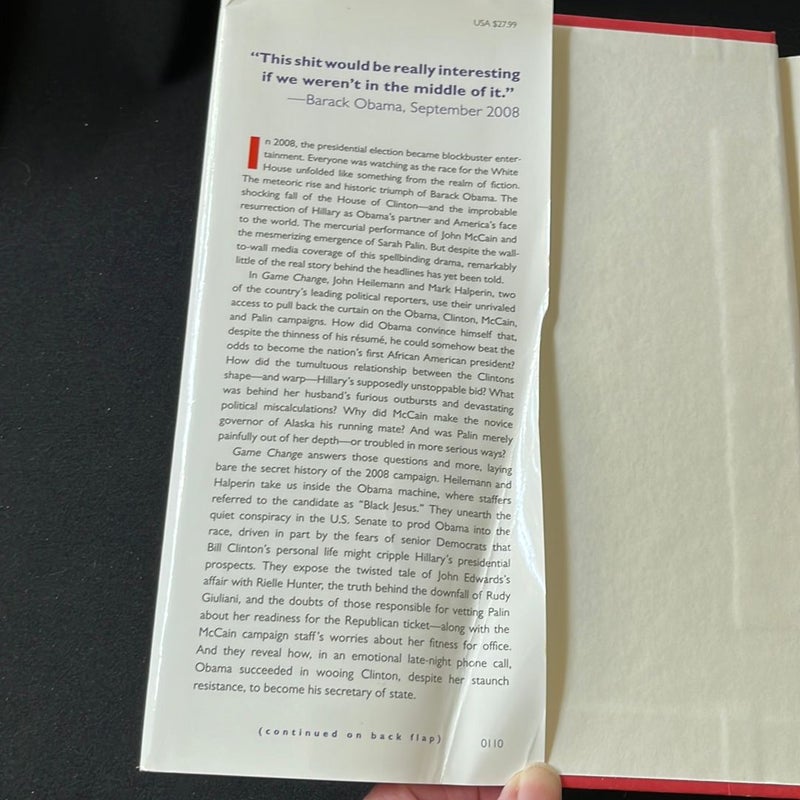 USA $27.99
“This shit would be really interesting
if we weren’t in the middle of it.”
—Barack Obama, September 2008
In 2008, the presidential election became blockbuster enter-
tainment. Everyone was watching as the race for the White
House unfolded like something from the realm of fiction.
The meteoric rise and historic triumph of Barack Obama. The
shocking fall of the House of Clinton—and the improbable
resurrection of Hillary as Obama’s partner and America’s face
to the world. The mercurial performance of John McCain and
the mesmerizing emergence of Sarah Palin. But despite the wall-
to-wall media coverage of this spellbinding drama, remarkably
little of the real story behind the headlines has yet been told.
In Game Change, John Heilemann and Mark Halperin, two
of the country’s leading political reporters, use their unrivaled
access to pull back the curtain on the Obama, Clinton, McCain,
and Palin campaigns. How did Obama convince himself that,
despite the thinness of his résumé, he could somehow beat the
odds to become the nation’s first African American president?
How did the tumultuous relationship between the Clintons
shape—and warp—Hillary’s supposedly unstoppable bid? What
was behind her husband’s furious outbursts and devastating
political miscalculations? Why did McCain make the novice
governor of Alaska his running mate? And was Palin merely
painfully out of her depth—or troubled in more serious ways?
Game Change answers those questions and more, laying
bare the secret history of the 2008 campaign. Heilemann and
Halperin take us inside the Obama machine, where staffers
referred to the candidate as “Black Jesus.” They unearth the
quiet conspiracy in the U.S. Senate to prod Obama into the
race, driven in part by the fears of senior Democrats that
Bill Clinton’s personal life might cripple Hillary’s presidential
prospects. They expose the twisted tale of John Edwards’s
affair with Rielle Hunter, the truth behind the downfall of Rudy
Giuliani, and the doubts of those responsible for vetting Palin
about her readiness for the Republican ticket—along with the
McCain campaign staff’s worries about her fitness for office.
And they reveal how, in an emotional late-night phone call,
Obama succeeded in wooing Clinton, despite her staunch
resistance, to become his secretary of state.
(continued on back flap)
0110